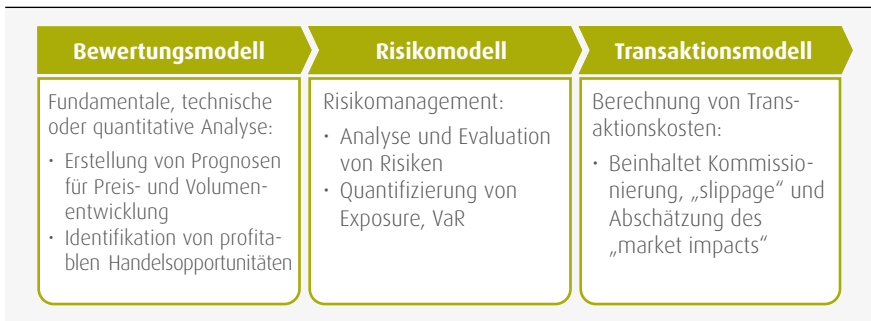 Bewertungsmodell
Fundamentale, technische
oder quantitative Analyse:
· Erstellung von Prognosen
für Preis- und Volumen-
entwicklung
· Identifikation von profita-
blen Handelsopportunitäten
Risikomodell
Risikomanagement:
· Analyse und Evaluation
von Risiken
· Quantifizierung von
Exposure, VaR
Transaktionsmodell
Berechnung von Trans-
aktionskosten:
· Beinhaltet Kommissio-
nierung, „slippage“ und
Abschätzung des
„market impacts“